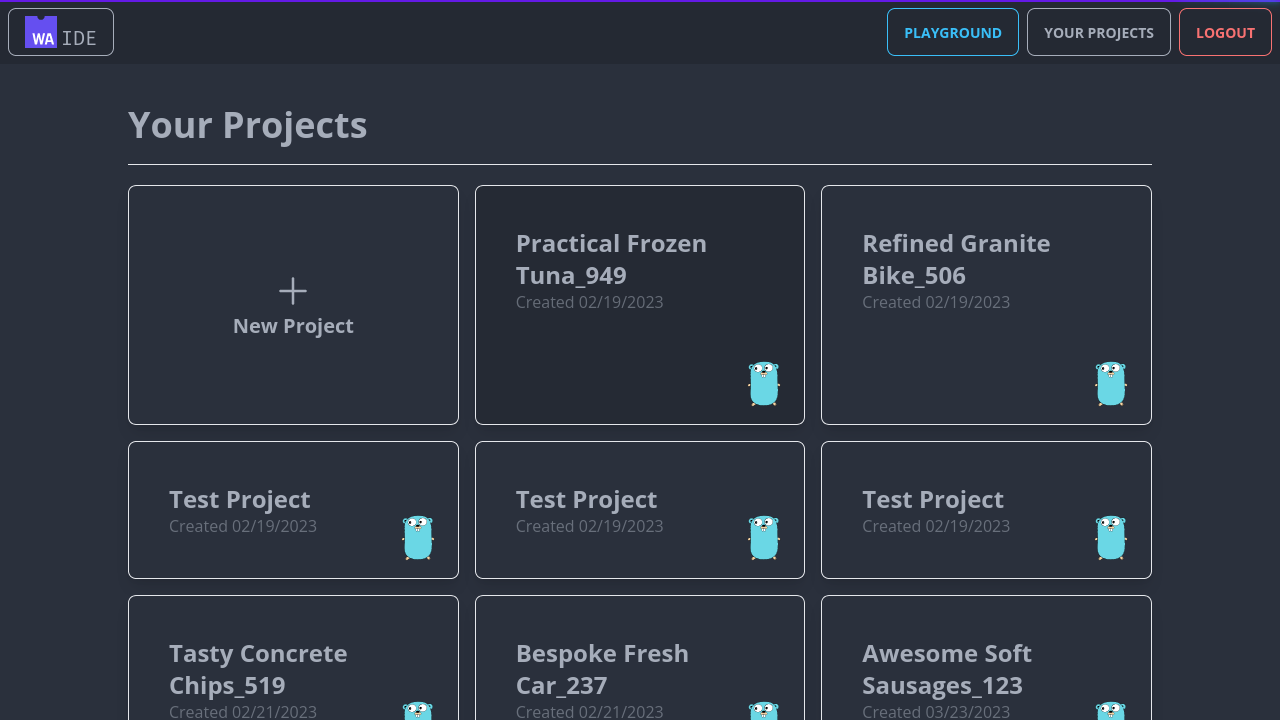 WA IDE
PLAYGROUND
YOUR PROJECTS
LOGOUT
Your Projects
New Project
Practical Frozen
Tuna_949
Created 02/19/2023
Refined Granite
Bike_506
Created 02/19/2023
Test Project
Created 02/19/2023
Test Project
Created 02/19/2023
Test Project
Created 02/19/2023
Tasty Concrete
Chips_519
Created 02/21/2023
Bespoke Fresh
Car_237
Created 02/21/2023
Awesome Soft
Sausages_123
Created 03/23/2023